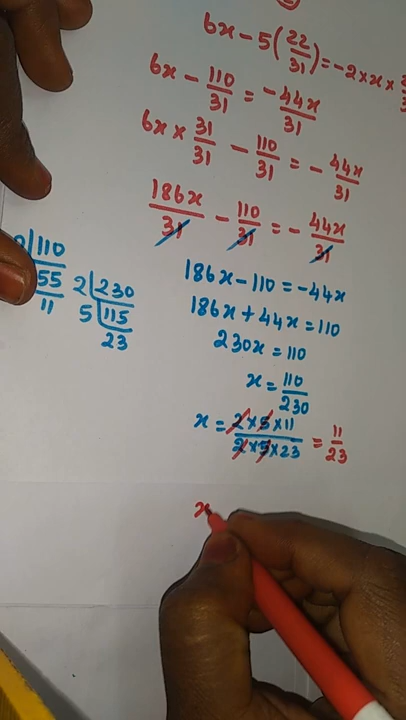 6x - 5(22/31) = -2 × x ×
6x - 110/31 = -44x/31
6x × 31/31 - 110/31 = - 44x/31
186x/31 - 110/31 = - 44x/31
186x - 110 = -44x
186x + 44x = 110
230x = 110
x = 110/230
x = 2×5×11/2×5×23 = 11/23
x
110
55
11
2 230
5 115
23